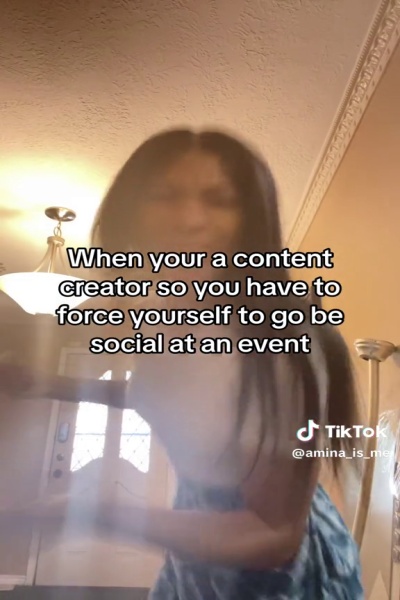 When your a content
creator so you have to
force yourself to go be
social at an event
TikTok
@amina_is_me